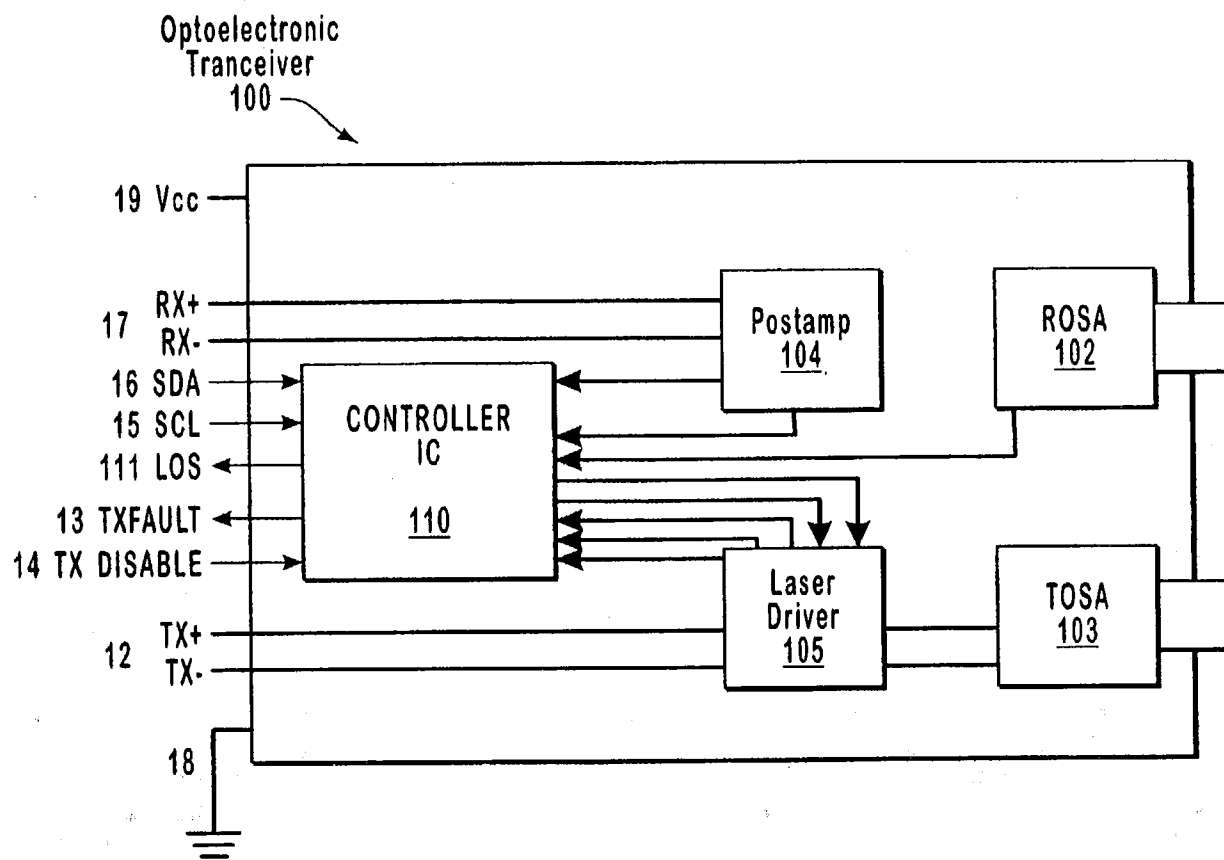 Optoelectronic
Tranceiver
100
19 Vcc
RX+
17
RX-
16 SDA
15 SCL
111 LOS
13 TXFAULT
14 TX DISABLE
TX+
12
TX-
18
CONTROLLER
IC
110
Postamp
104
ROSA
102
Laser
Driver
105
TOSA
103